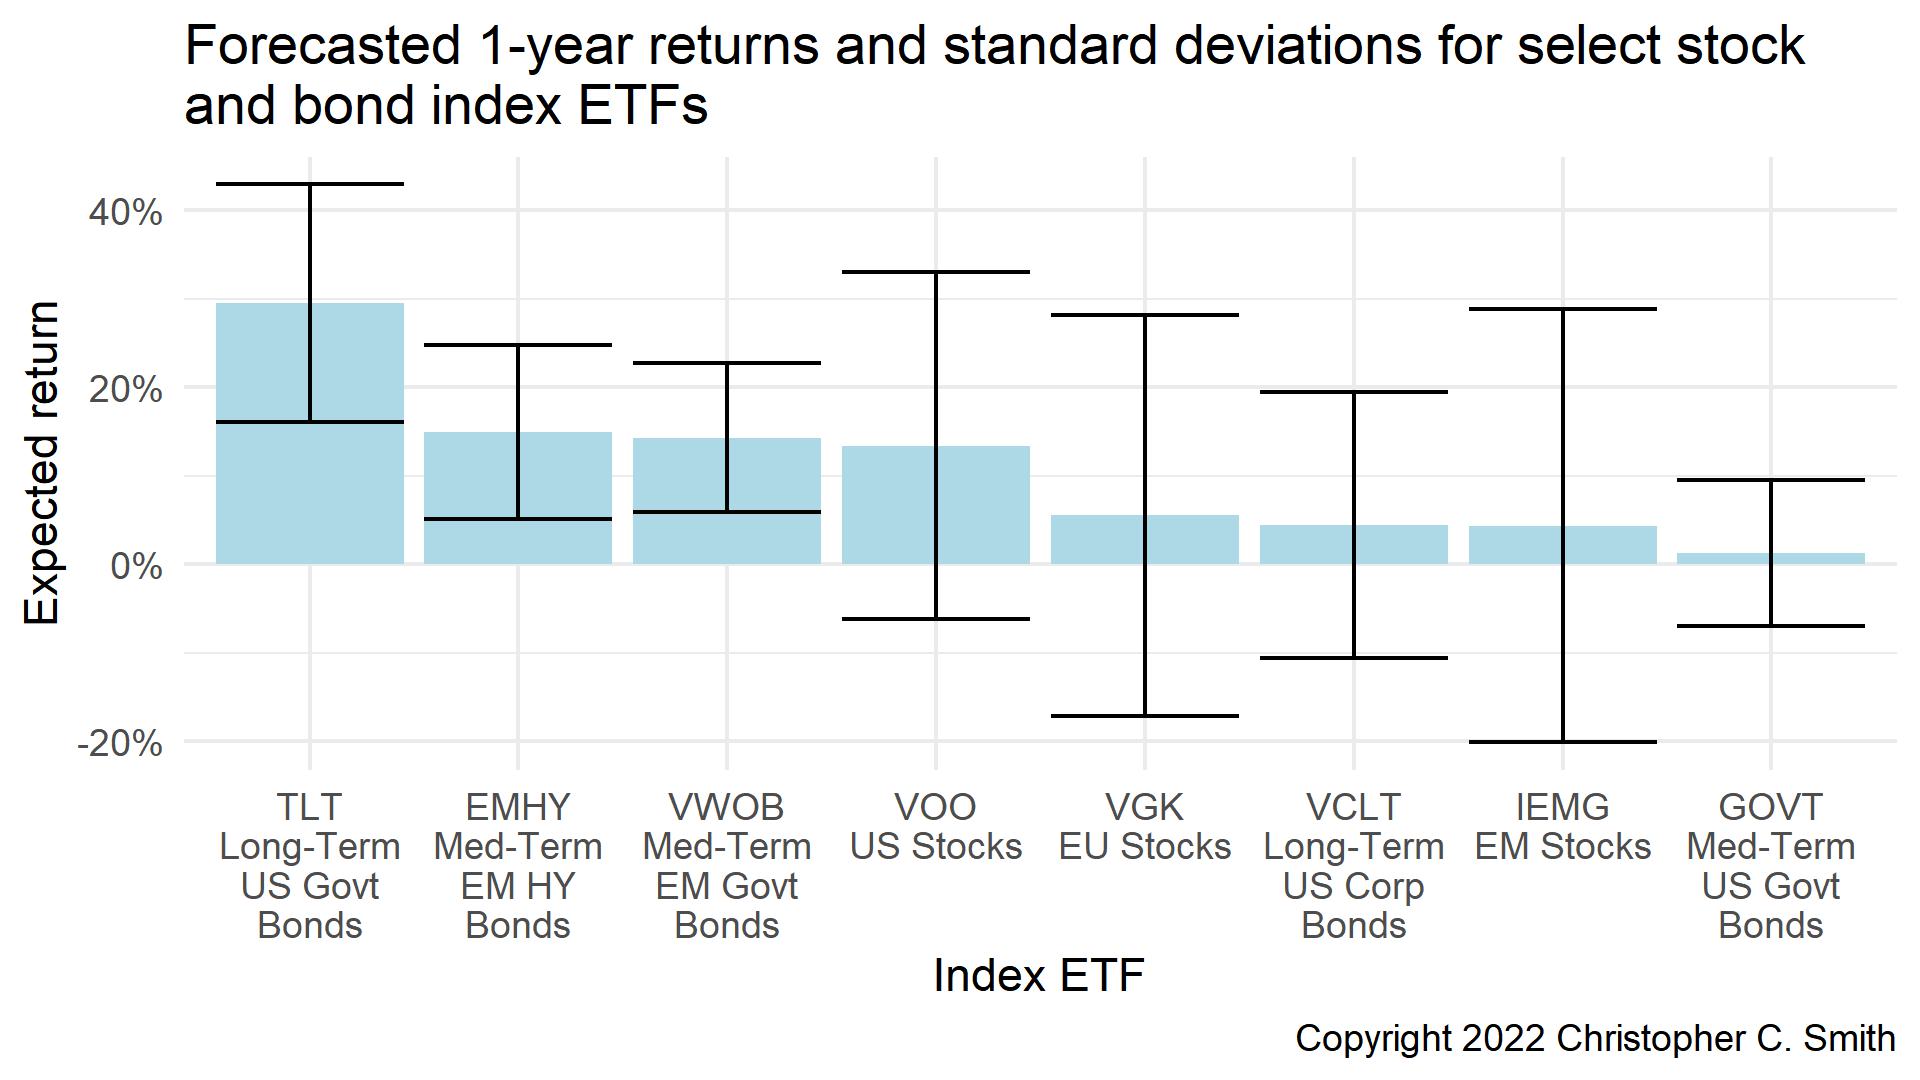 Forecasted 1-year returns and standard deviations for select stock
and bond index ETFs
Expected return
40%
20%
0%
-20%
TLT
Long-Term
US Govt
Bonds
EMHY
Med-Term
EM HY
Bonds
VWOB
Med-Term
EM Govt
Bonds
VOO
US Stocks
VGK
EU Stocks
VCLT
Long-Term
US Corp
Bonds
IEMG
EM Stocks
GOVT
Med-Term
US Govt
Bonds
Index ETF
Copyright 2022 Christopher C. Smith